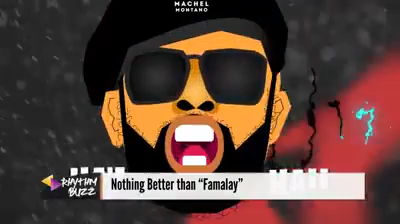 MACHEL
MONTANO
RHYTHM
BUZZ
Nothing Better than “Famalay”